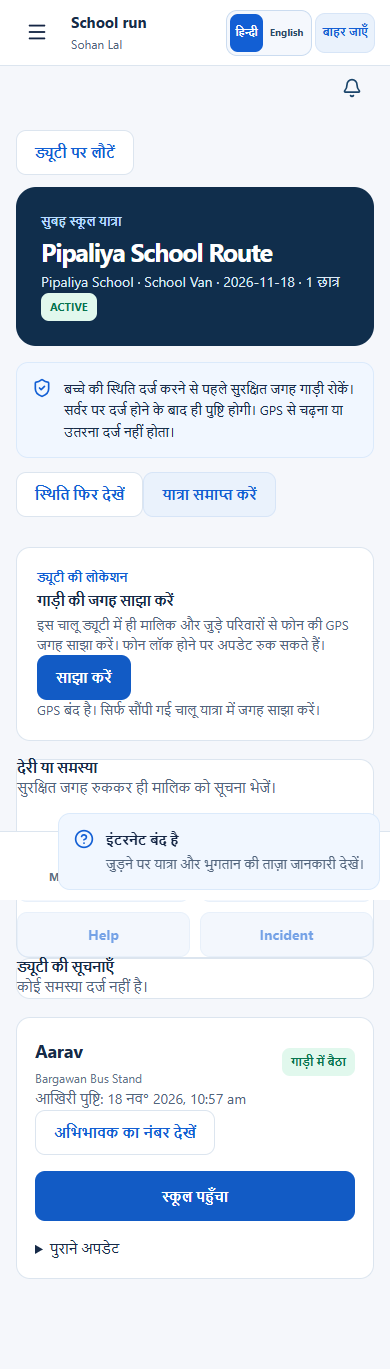 School run
Sohan Lal
हिन्दी
English
बाहर जाएँ
ड्यूटी पर लौटें
सुबह स्कूल यात्रा
Pipaliya School Route
Pipaliya School · School Van · 2026-11-18 · 1 छात्र
ACTIVE
बच्चे की स्थिति दर्ज करने से पहले सुरक्षित जगह गाड़ी रोकें।
सर्वर पर दर्ज होने के बाद ही पुष्टि होगी। GPS से चढ़ना या
उतरना दर्ज नहीं होता।
स्थिति फिर देखें
यात्रा समाप्त करें
ड्यूटी की लोकेशन
गाड़ी की जगह साझा करें
इस चालू ड्यूटी में ही मालिक और जुड़े परिवारों से फोन की GPS
जगह साझा करें। फोन लॉक होने पर अपडेट रुक सकते हैं।
साझा करें
GPS बंद है। सिर्फ सौंपी गई चालू यात्रा में जगह साझा करें।
देरी या समस्या
सुरक्षित जगह रुककर ही मालिक को सूचना भेजें।
इंटरनेट बंद है
जुड़ने पर यात्रा और भुगतान की ताज़ा जानकारी देखें।
M
Help
Incident
ड्यूटी की सूचनाएँ
कोई समस्या दर्ज नहीं है।
Aarav
गाड़ी में बैठा
Bargawan Bus Stand
आखिरी पुष्टि: 18 नव॰ 2026, 10:57 am
अभिभावक का नंबर देखें
स्कूल पहुँचा
पुराने अपडेट